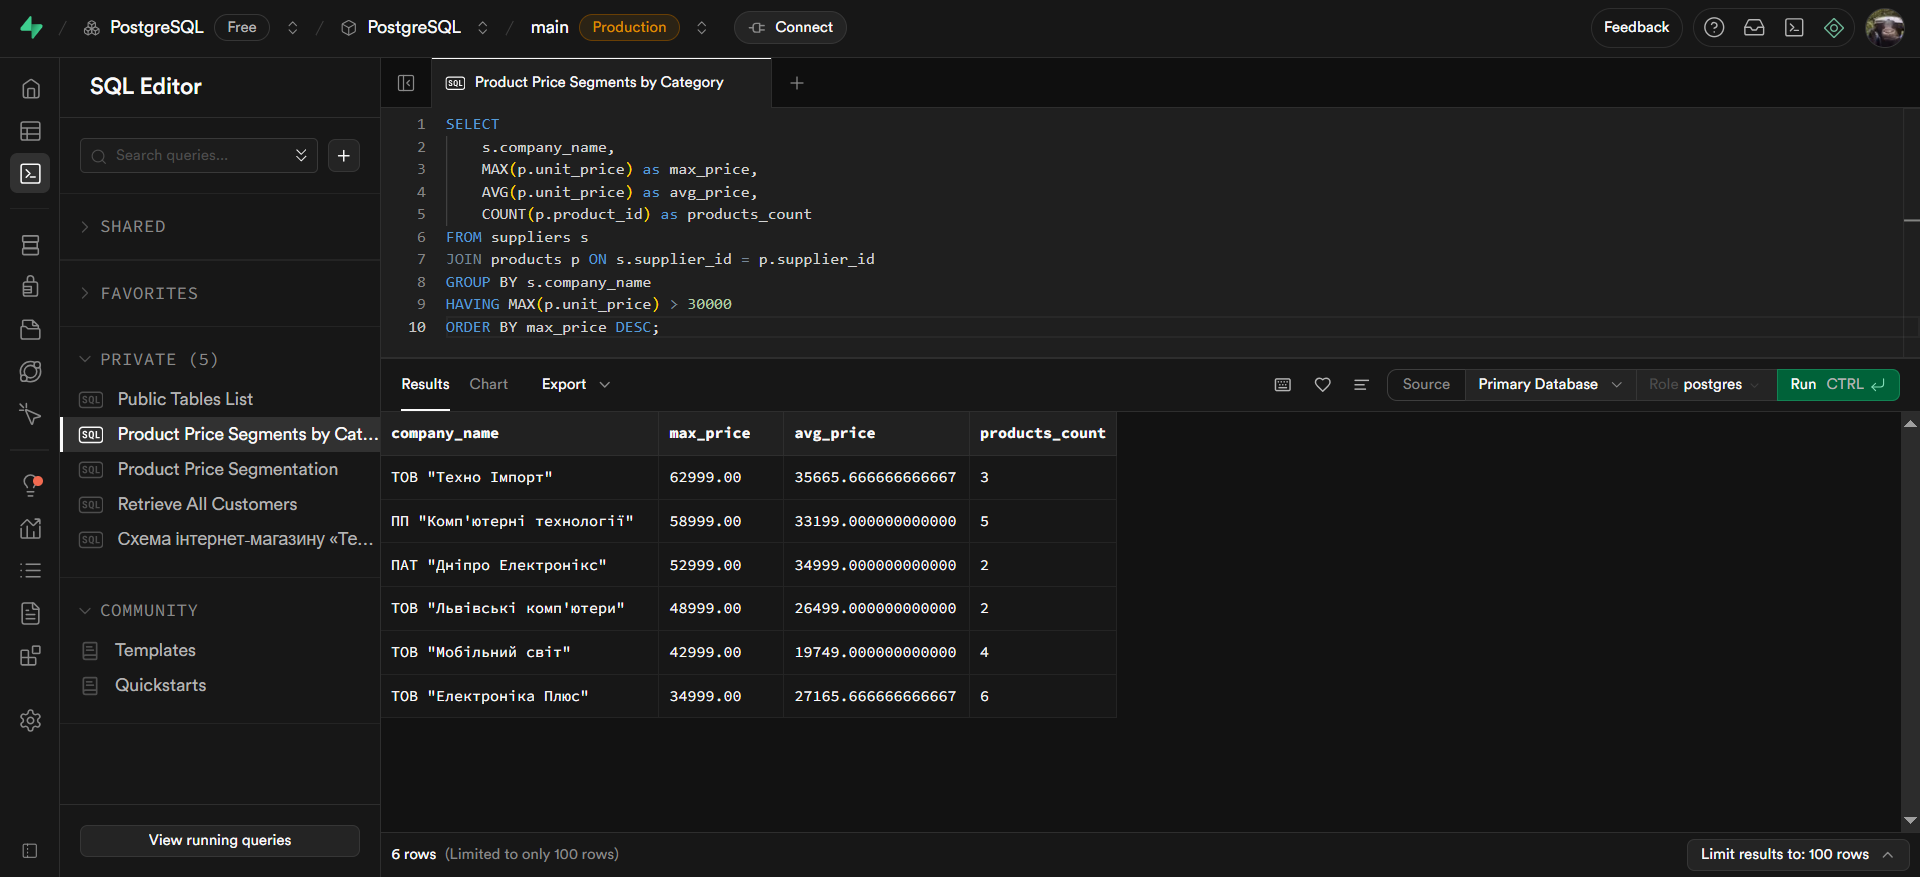 PostgreSQL Free / PostgreSQL / main Production Connect Feedback
SQL Editor
Product Price Segments by Category
Search queries...
SHARED
FAVORITES
PRIVATE (5)
SQL Public Tables List
SQL Product Price Segments by Cat...
SQL Product Price Segmentation
SQL Retrieve All Customers
SQL Схема інтернет-магазину «Те...
COMMUNITY
Templates
Quickstarts
View running queries
SQL Product Price Segments by Category
1 SELECT
2 s.company_name,
3 MAX(p.unit_price) as max_price,
4 AVG(p.unit_price) as avg_price,
5 COUNT(p.product_id) as products_count
6 FROM suppliers s
7 JOIN products p ON s.supplier_id = p.supplier_id
8 GROUP BY s.company_name
9 HAVING MAX(p.unit_price) > 30000
10 ORDER BY max_price DESC;
Results Chart Export Source Primary Database Role postgres Run CTRL
company_name max_price avg_price products_count
ТОВ "Техно Імпорт" 62999.00 35665.666666666667 3
ПП "Комп'ютерні технології" 58999.00 33199.000000000000 5
ПАТ "Дніпро Електронікс" 52999.00 34999.000000000000 2
ТОВ "Львівські комп'ютери" 48999.00 26499.000000000000 2
ТОВ "Мобільний світ" 42999.00 19749.000000000000 4
ТОВ "Електроніка Плюс" 34999.00 27165.666666666667 6
6 rows (Limited to only 100 rows) Limit results to: 100 rows